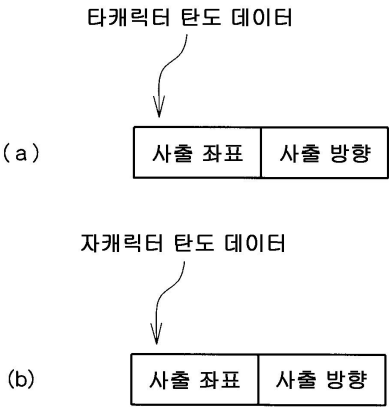 타캐릭터 탄도 데이터
(a)
사출 좌표 사출 방향
자캐릭터 탄도 데이터
(b)
사출 좌표 사출 방향